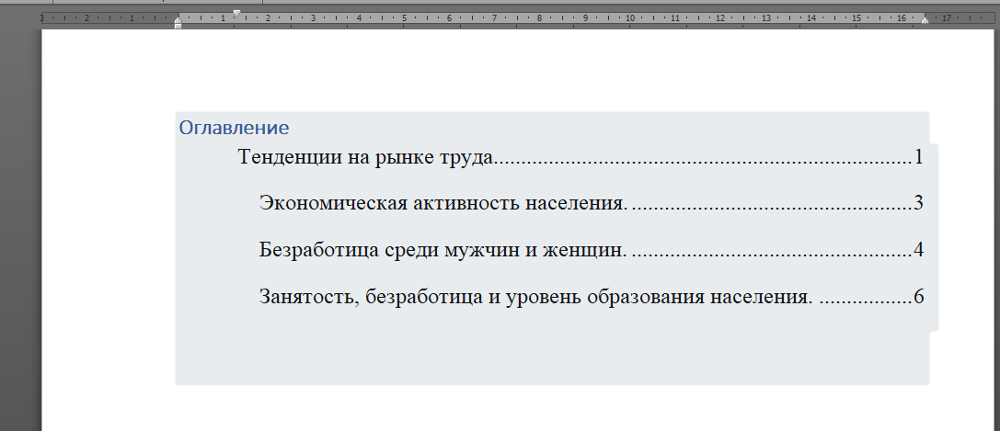 3 2 1 1 2 3 4 5 6 7 8 9 10 11 12 13 14 15 16 17
Оглавление
Тенденции на рынке труда............................................................................1
Экономическая активность населения. ...................................................3
Безработица среди мужчин и женщин. ...................................................4
Занятость, безработица и уровень образования населения. .................6